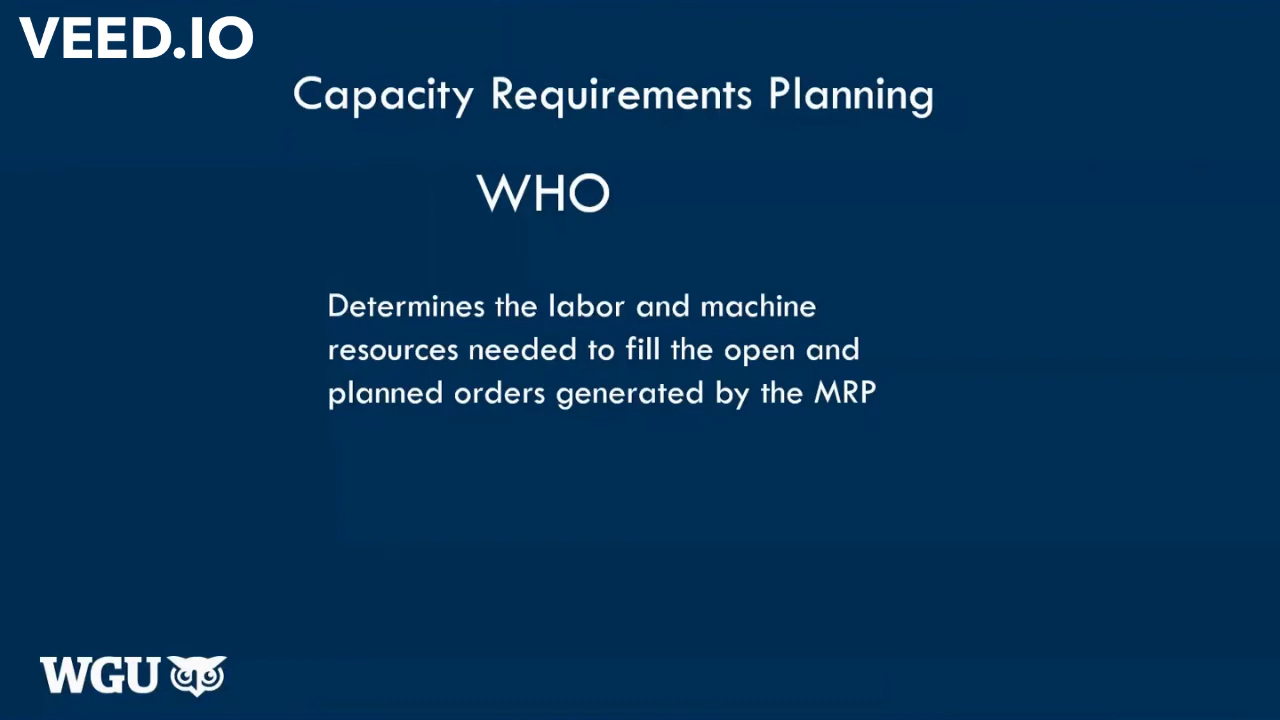 VEED.IO
Capacity Requirements Planning
WHO
Determines the labor and machine
resources needed to fill the open and
planned orders generated by the MRP
WGU